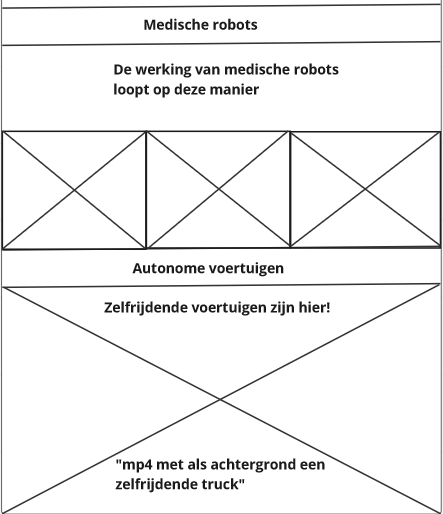 Medische robots
De werking van medische robots
loopt op deze manier
Autonome voertuigen
Zelfrijdende voertuigen zijn hier!
"mp4 met als achtergrond een
zelfrijdende truck"